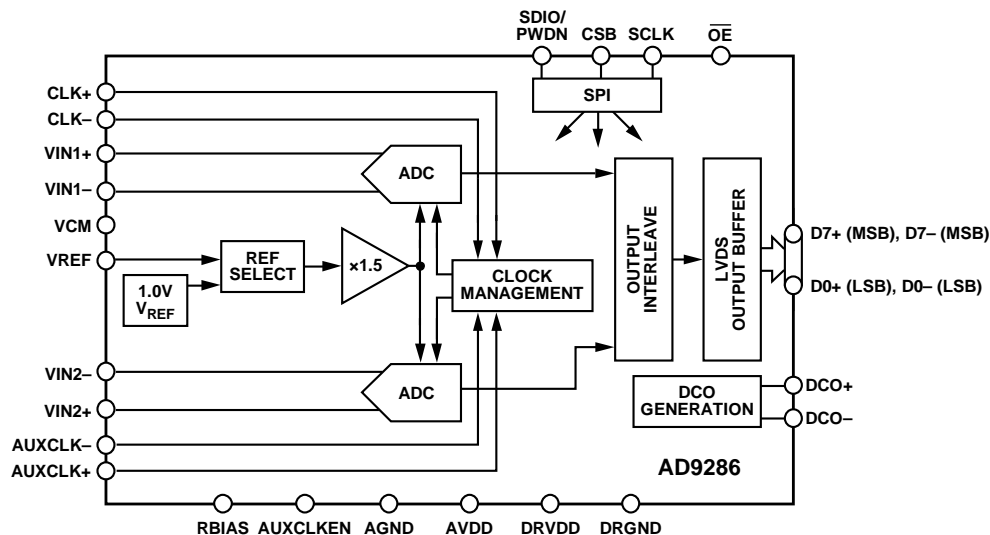 SDIO/
PWDN
CSB
SCLK
OE
SPI
CLK+
CLK–
VIN1+
VIN1–
VCM
VREF
ADC
REF
SELECT
×1.5
1.0V
VREF
CLOCK
MANAGEMENT
OUTPUT
INTERLEAVE
LVDS
OUTPUT BUFFER
D7+ (MSB), D7– (MSB)
D0+ (LSB), D0– (LSB)
VIN2–
VIN2+
ADC
AUXCLK–
AUXCLK+
DCO
GENERATION
DCO+
DCO–
AD9286
RBIAS
AUXCLKEN
AGND
AVDD
DRVDD
DRGND